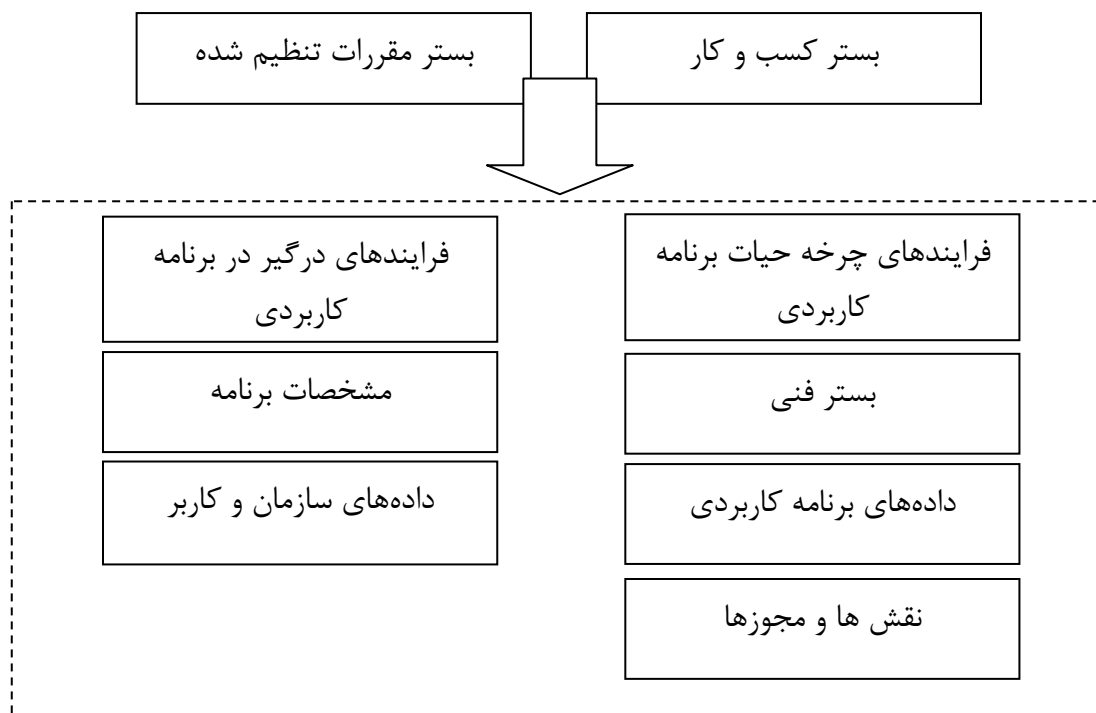 بستر کسب و کار
بستر مقررات تنظیم شده
فرایندهای چرخه حیات برنامه
کاربردی
فرایندهای درگیر در برنامه
کاربردی
بستر فنی
مشخصات برنامه
داده‌های برنامه کاربردی
داده‌های سازمان و کاربر
نقش ها و مجوزها